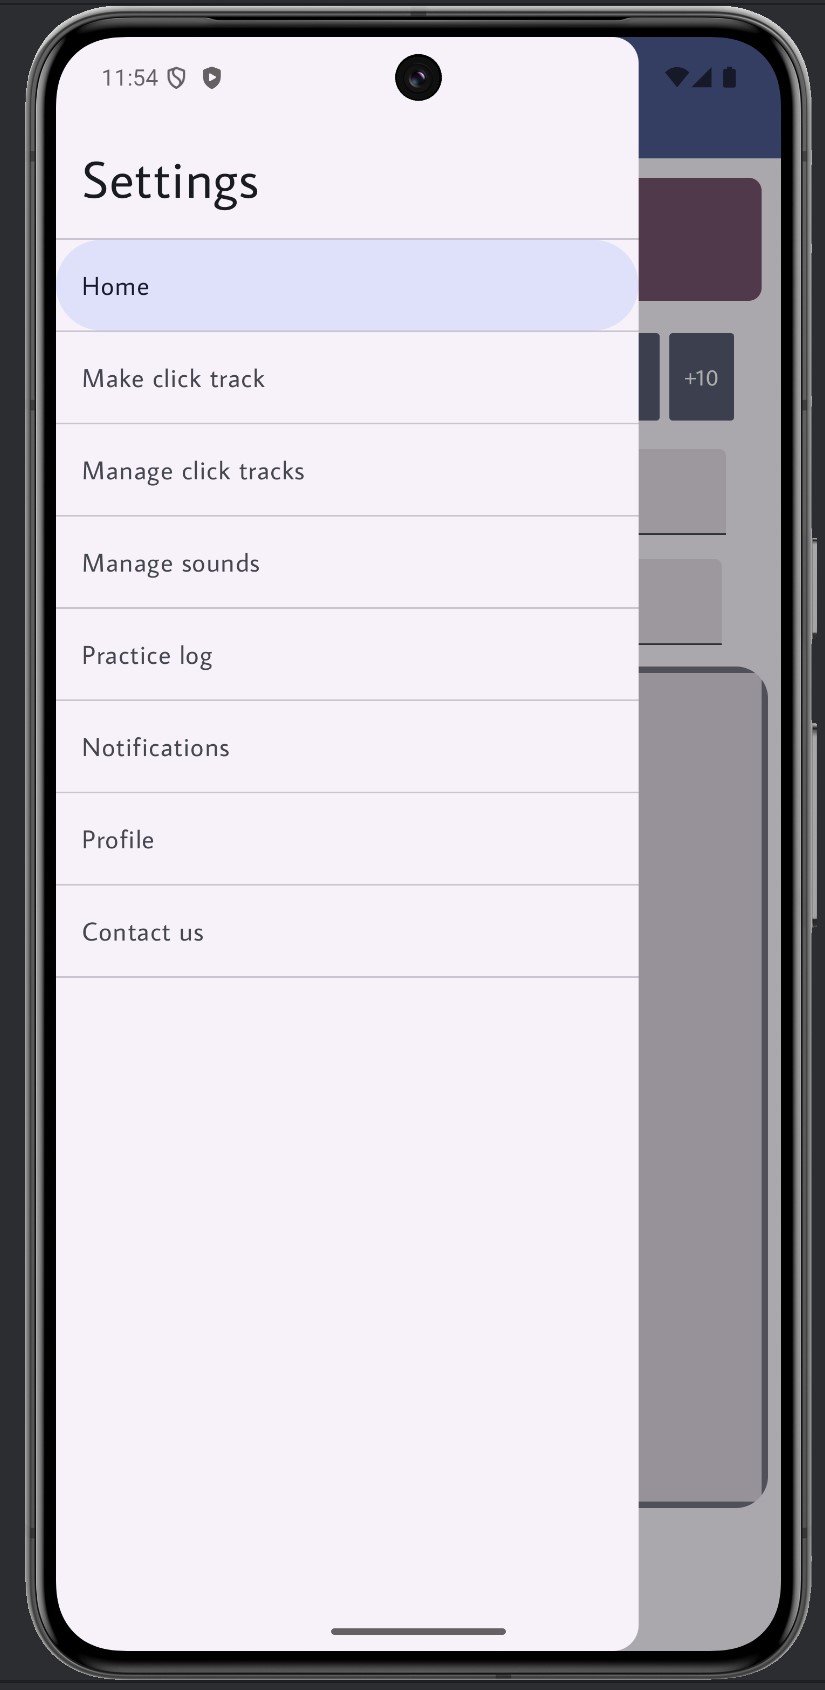 11:54
Settings
Home
Make click track
+10
Manage click tracks
Manage sounds
Practice log
Notifications
Profile
Contact us